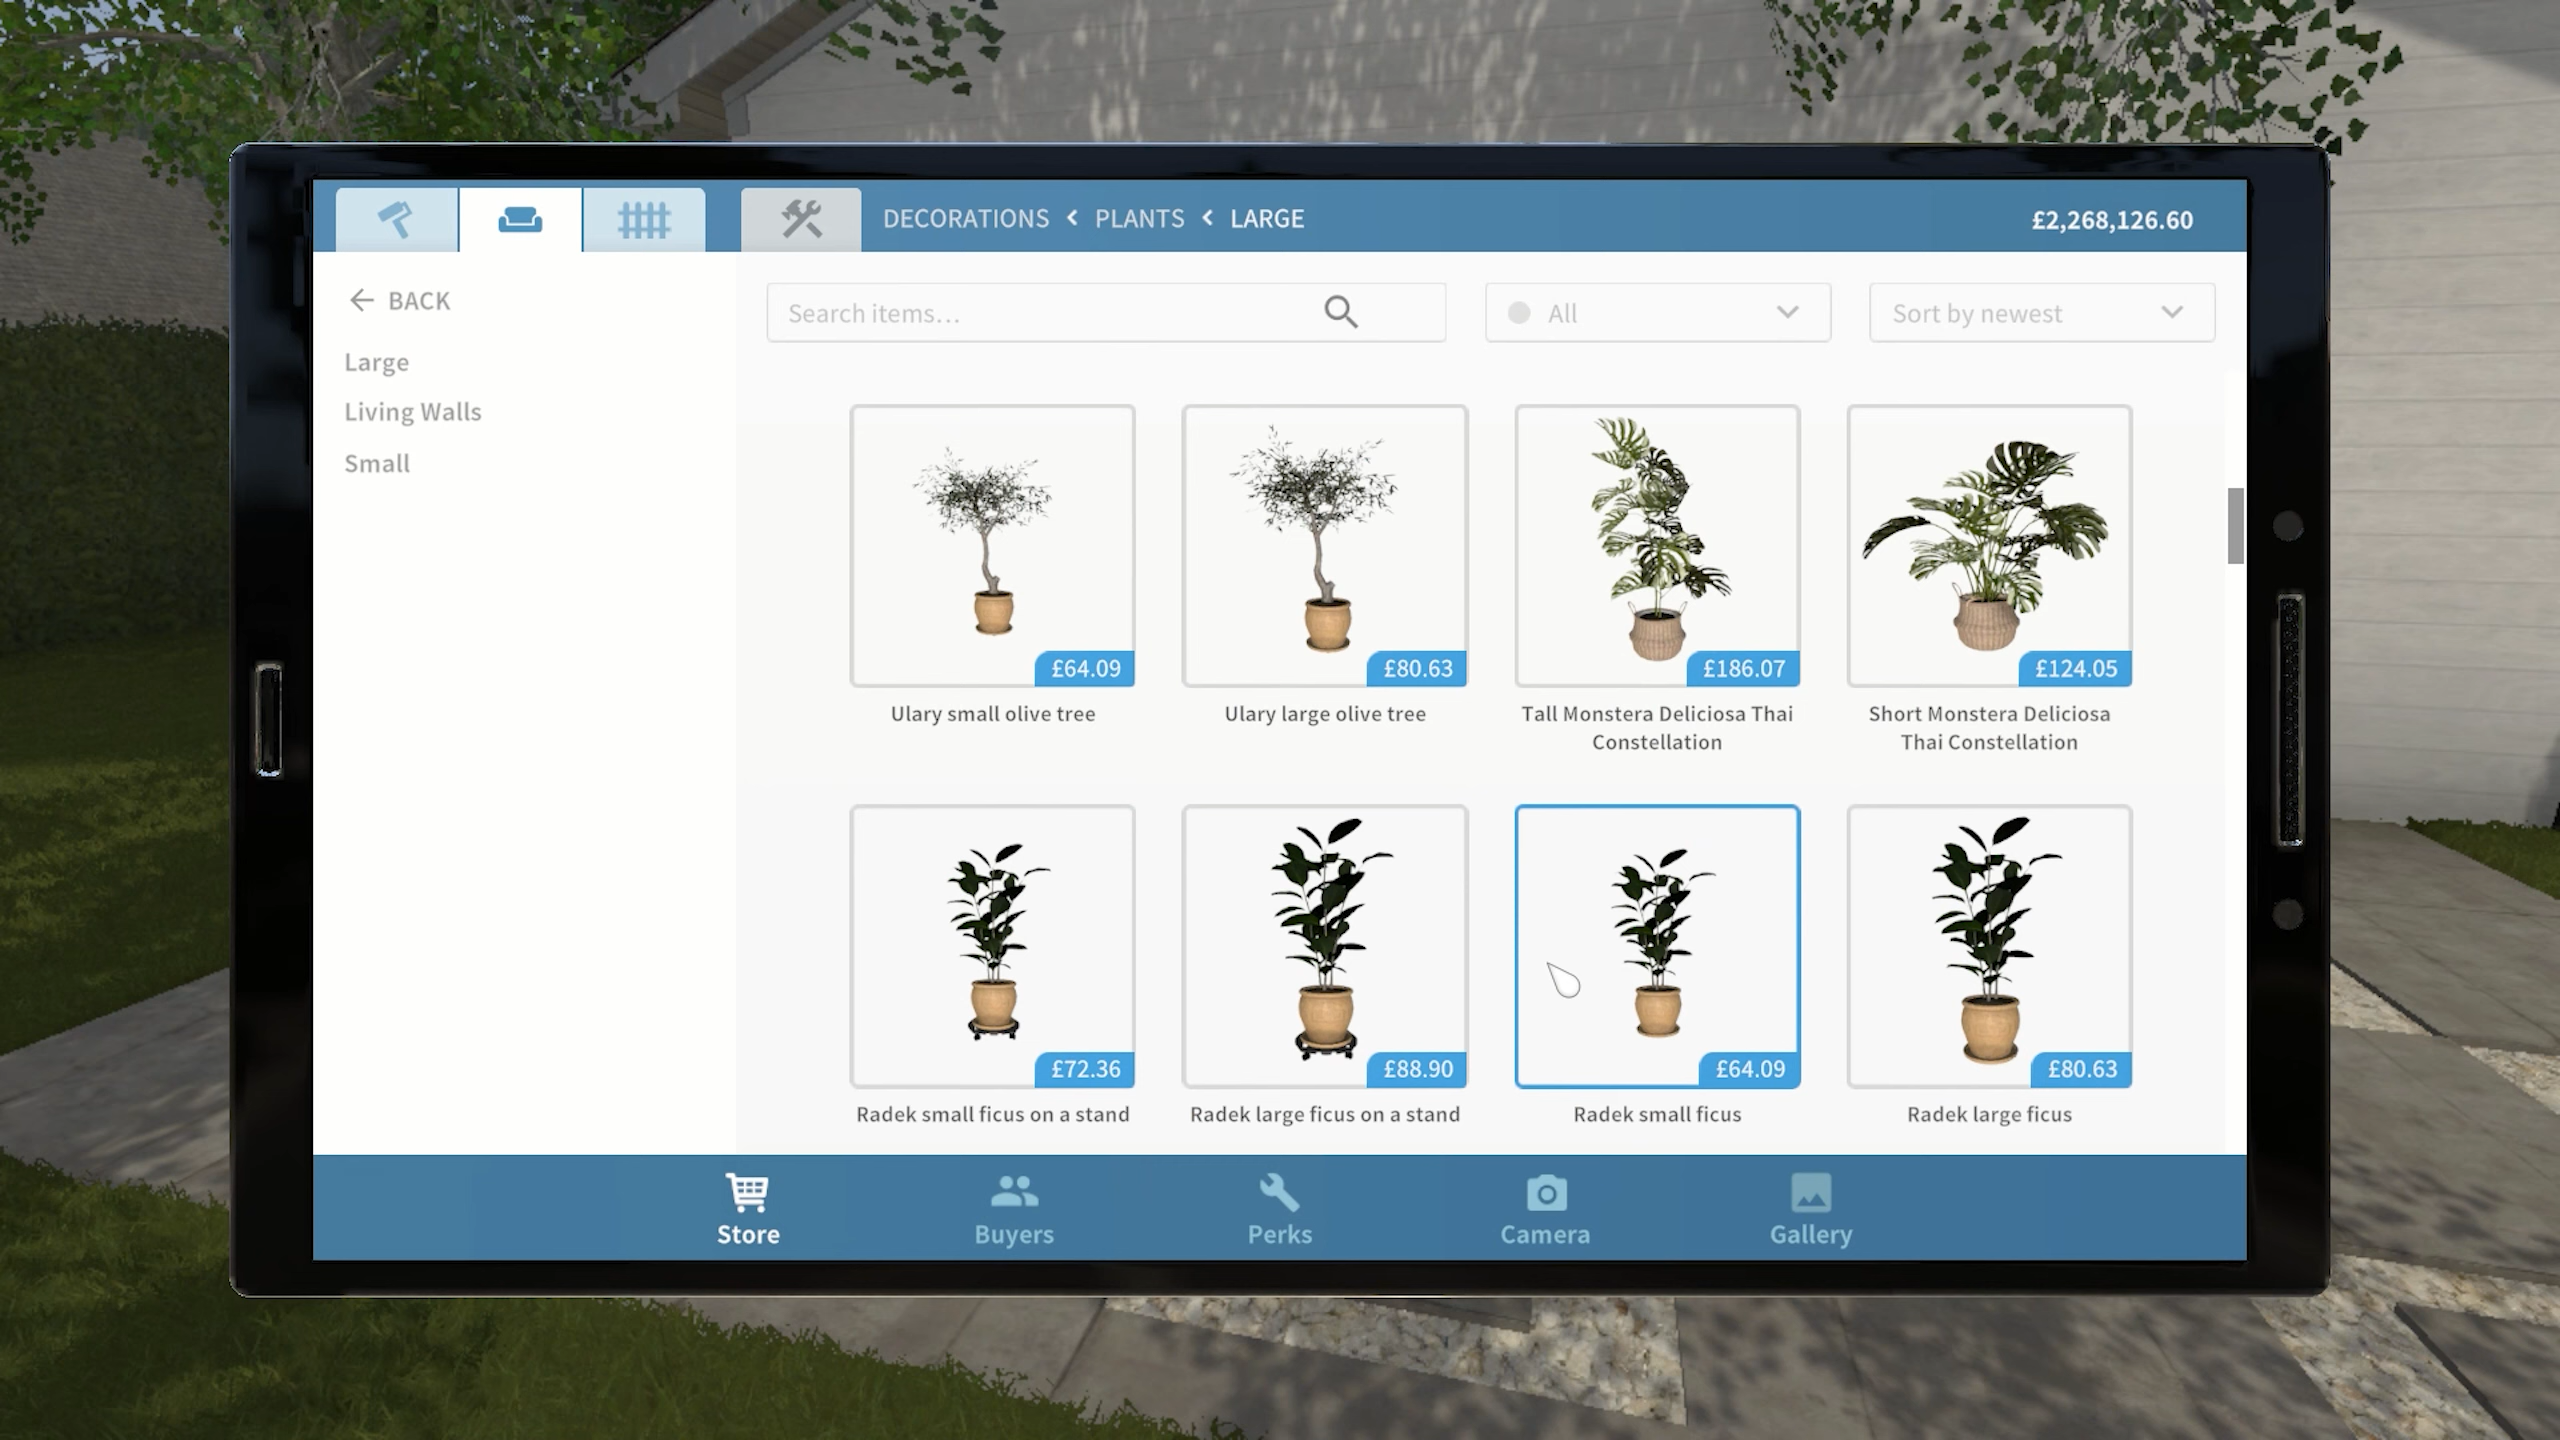 DECORATIONS < PLANTS < LARGE
£2,268,126.60
BACK
Large
Living Walls
Small
Search items...
All
Sort by newest
£64.09
£80.63
£186.07
£124.05
Ulary small olive tree
Ulary large olive tree
Tall Monstera Deliciosa Thai
Constellation
Short Monstera Deliciosa
Thai Constellation
£72.36
£88.90
£64.09
£80.63
Radek small ficus on a stand
Radek large ficus on a stand
Radek small ficus
Radek large ficus
Store
Buyers
Perks
Camera
Gallery